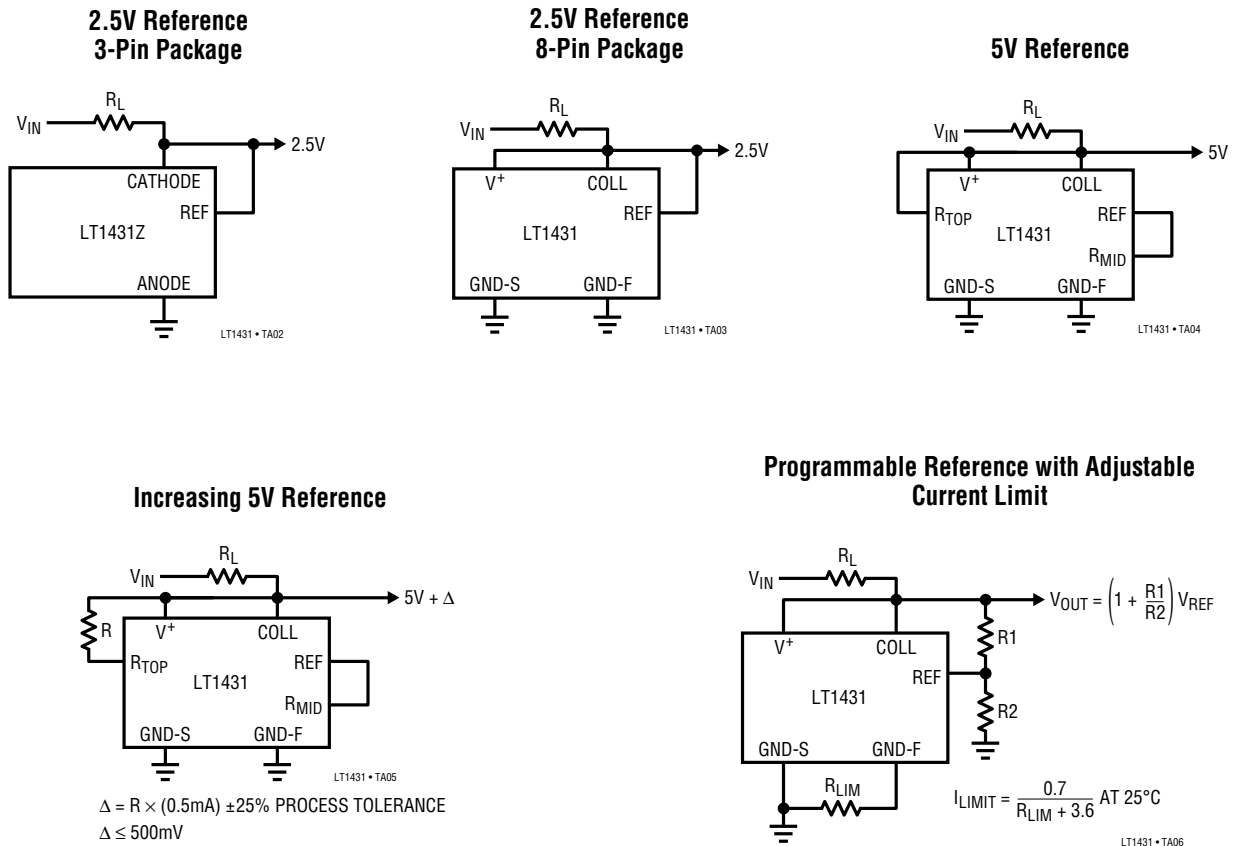 2.5V Reference
3-Pin Package
R_L
V_IN
2.5V
CATHODE
REF
LT1431Z
ANODE
LT1431 • TA02
2.5V Reference
8-Pin Package
R_L
V_IN
2.5V
V⁺
COLL
REF
LT1431
GND-S
GND-F
LT1431 • TA03
5V Reference
R_L
V_IN
5V
V⁺
COLL
R_TOP
REF
LT1431
R_MID
GND-S
GND-F
LT1431 • TA04
Increasing 5V Reference
R_L
V_IN
5V + Δ
R
V⁺
COLL
R_TOP
REF
LT1431
R_MID
GND-S
GND-F
LT1431 • TA05
Δ = R × (0.5mA) ±25% PROCESS TOLERANCE
Δ ≤ 500mV
Programmable Reference with Adjustable
Current Limit
R_L
V_IN
V_OUT = (1 + R1/R2) V_REF
V⁺
COLL
R1
REF
LT1431
R2
GND-S
GND-F
R_LIM
I_LIMIT = 0.7/(R_LIM + 3.6) AT 25°C
LT1431 • TA06